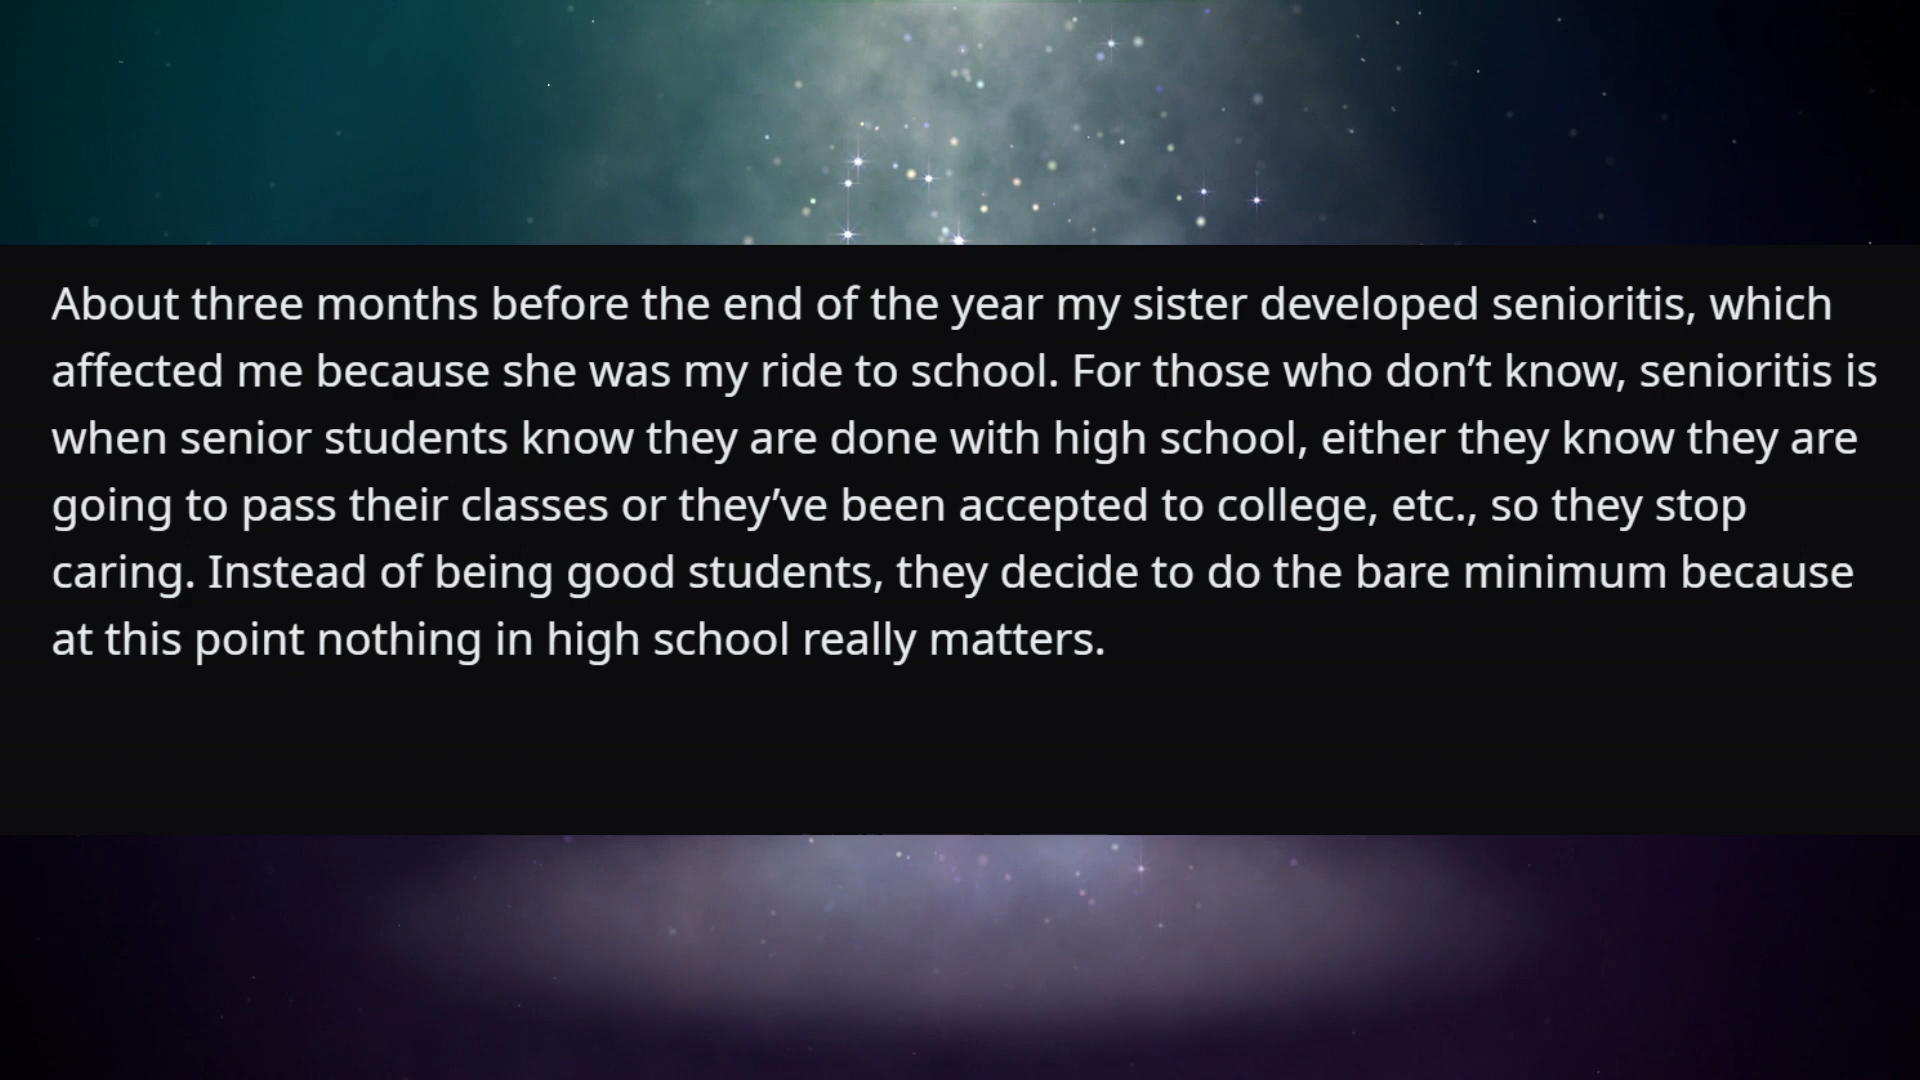 About three months before the end of the year my sister developed senioritis, which
affected me because she was my ride to school. For those who don’t know, senioritis is
when senior students know they are done with high school, either they know they are
going to pass their classes or they’ve been accepted to college, etc., so they stop
caring. Instead of being good students, they decide to do the bare minimum because
at this point nothing in high school really matters.